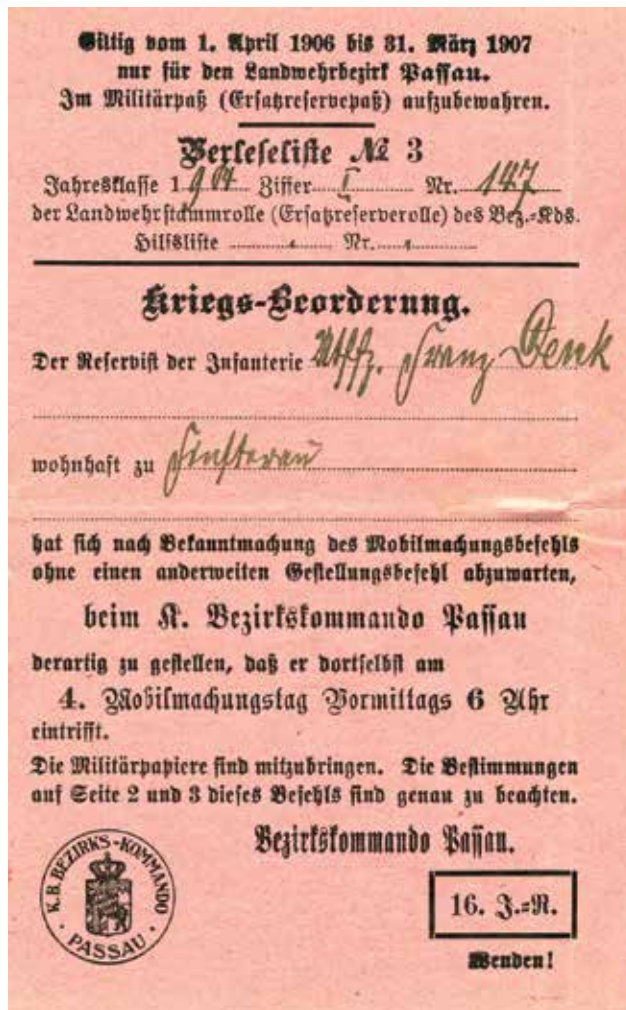 Giltig vom 1. April 1906 bis 31. März 1907
nur für den Landwehrbezirk Passau.
Im Militärpaß (Ersatzreservepaß) aufzubewahren.
Verleseliste № 3
Jahresklasse 1904 Ziffer I Nr. 147
der Landwehrstammrolle (Ersatzreserverolle) des Bez.-Kds.
Hilfsliste Nr.
Kriegs-Beorderung.
Der Reservist der Infanterie Utffz. Franz Denk
wohnhaft zu Finsterau
hat sich nach Bekanntmachung des Mobilmachungsbefehls
ohne einen anderweiten Gestellungsbefehl abzuwarten,
beim K. Bezirkskommando Passau
derartig zu gestellen, daß er dortselbst am
4. Mobilmachungstag Vormittags 6 Uhr
eintrifft.
Die Militärpapiere sind mitzubringen. Die Bestimmungen
auf Seite 2 und 3 dieses Befehls sind genau zu beachten.
Bezirkskommando Passau.
K. B. BEZIRKS-KOMMANDO
PASSAU
16. J.-R.
Wenden!